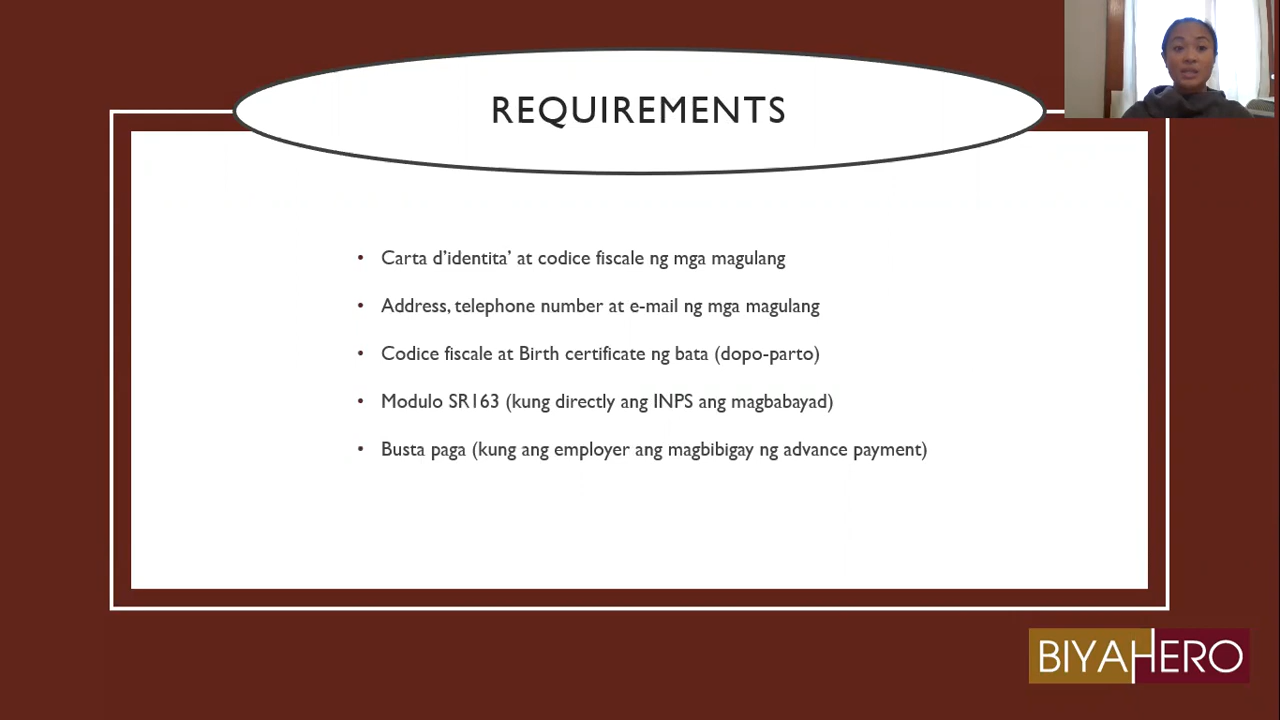 REQUIREMENTS
• Carta d'identita' at codice fiscale ng mga magulang
• Address, telephone number at e-mail ng mga magulang
• Codice fiscale at Birth certificate ng bata (dopo-parto)
• Modulo SR163 (kung directly ang INPS ang magbabayad)
• Busta paga (kung ang employer ang magbibigay ng advance payment)
BIYAHERO